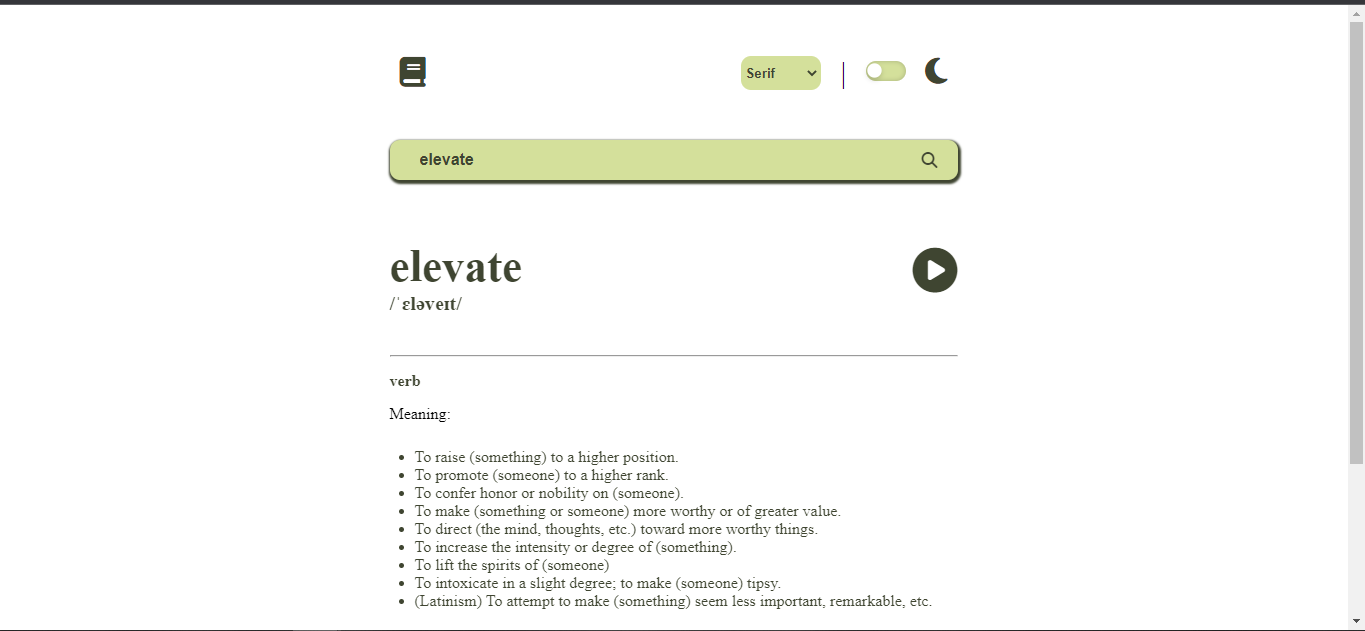 Serif
elevate
elevate
/ˈɛləveɪt/
verb
Meaning:
To raise (something) to a higher position.
To promote (someone) to a higher rank.
To confer honor or nobility on (someone).
To make (something or someone) more worthy or of greater value.
To direct (the mind, thoughts, etc.) toward more worthy things.
To increase the intensity or degree of (something).
To lift the spirits of (someone)
To intoxicate in a slight degree; to make (someone) tipsy.
(Latinism) To attempt to make (something) seem less important, remarkable, etc.